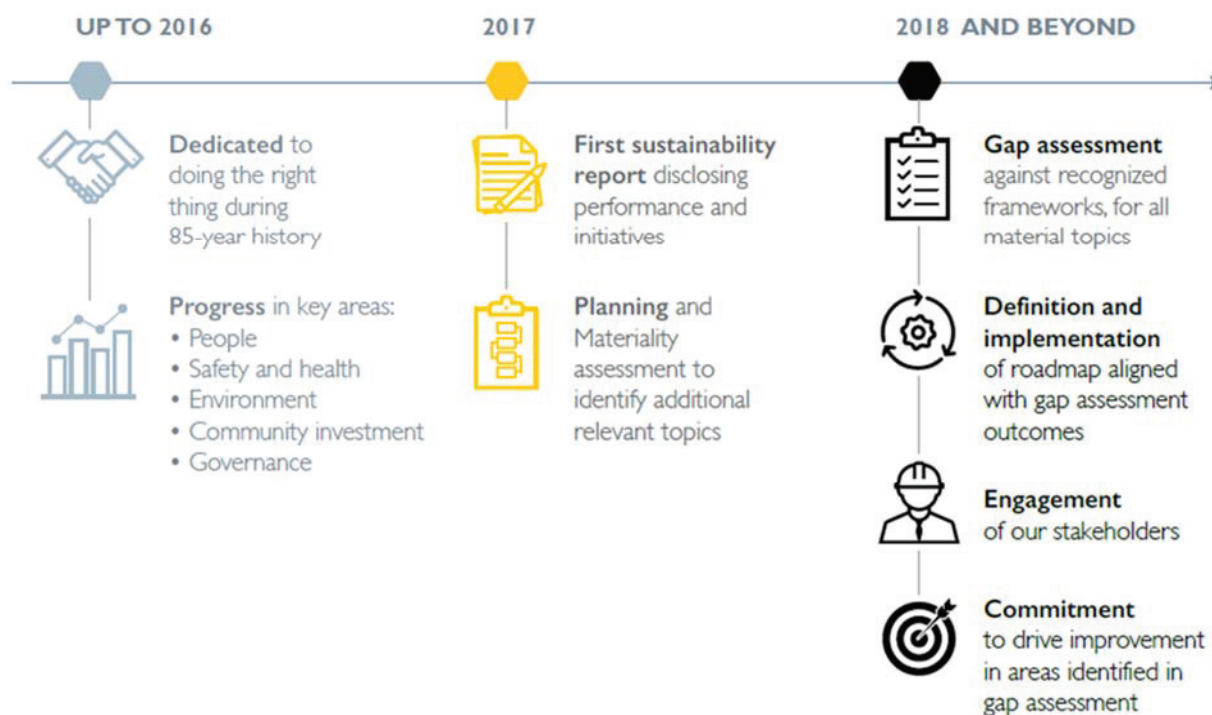 UP TO 2016
Dedicated to
doing the right
thing during
85-year history
Progress in key areas:
• People
• Safety and health
• Environment
• Community investment
• Governance
2017
First sustainability
report disclosing
performance and
initiatives
Planning and
Materiality
assessment to
identify additional
relevant topics
2018 AND BEYOND
Gap assessment
against recognized
frameworks, for all
material topics
Definition and
implementation
of roadmap aligned
with gap assessment
outcomes
Engagement
of our stakeholders
Commitment
to drive improvement
in areas identified in
gap assessment